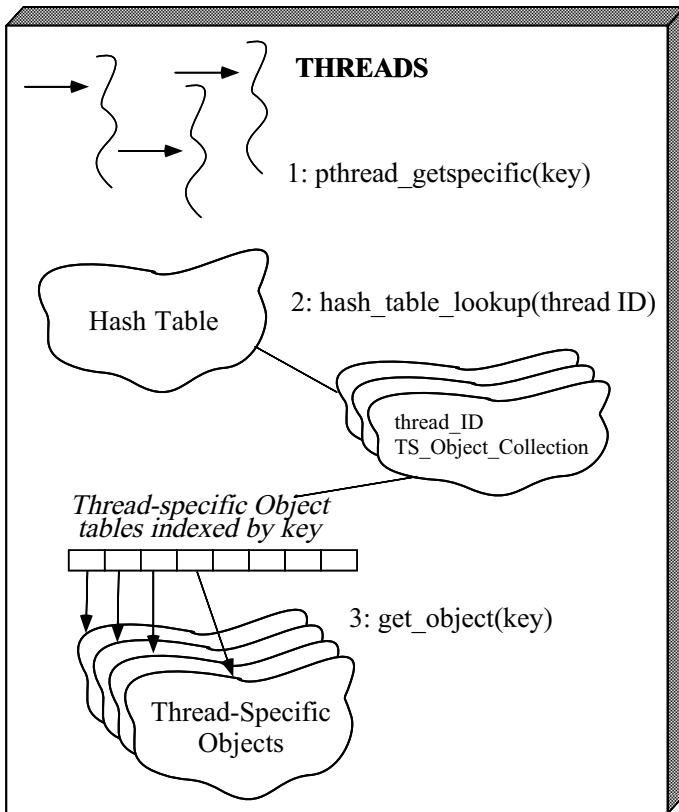 THREADS
1: pthread_getspecific(key)
2: hash_table_lookup(thread ID)
Hash Table
thread_ID
TS_Object_Collection
Thread-specific Object
tables indexed by key
3: get_object(key)
Thread-Specific
Objects